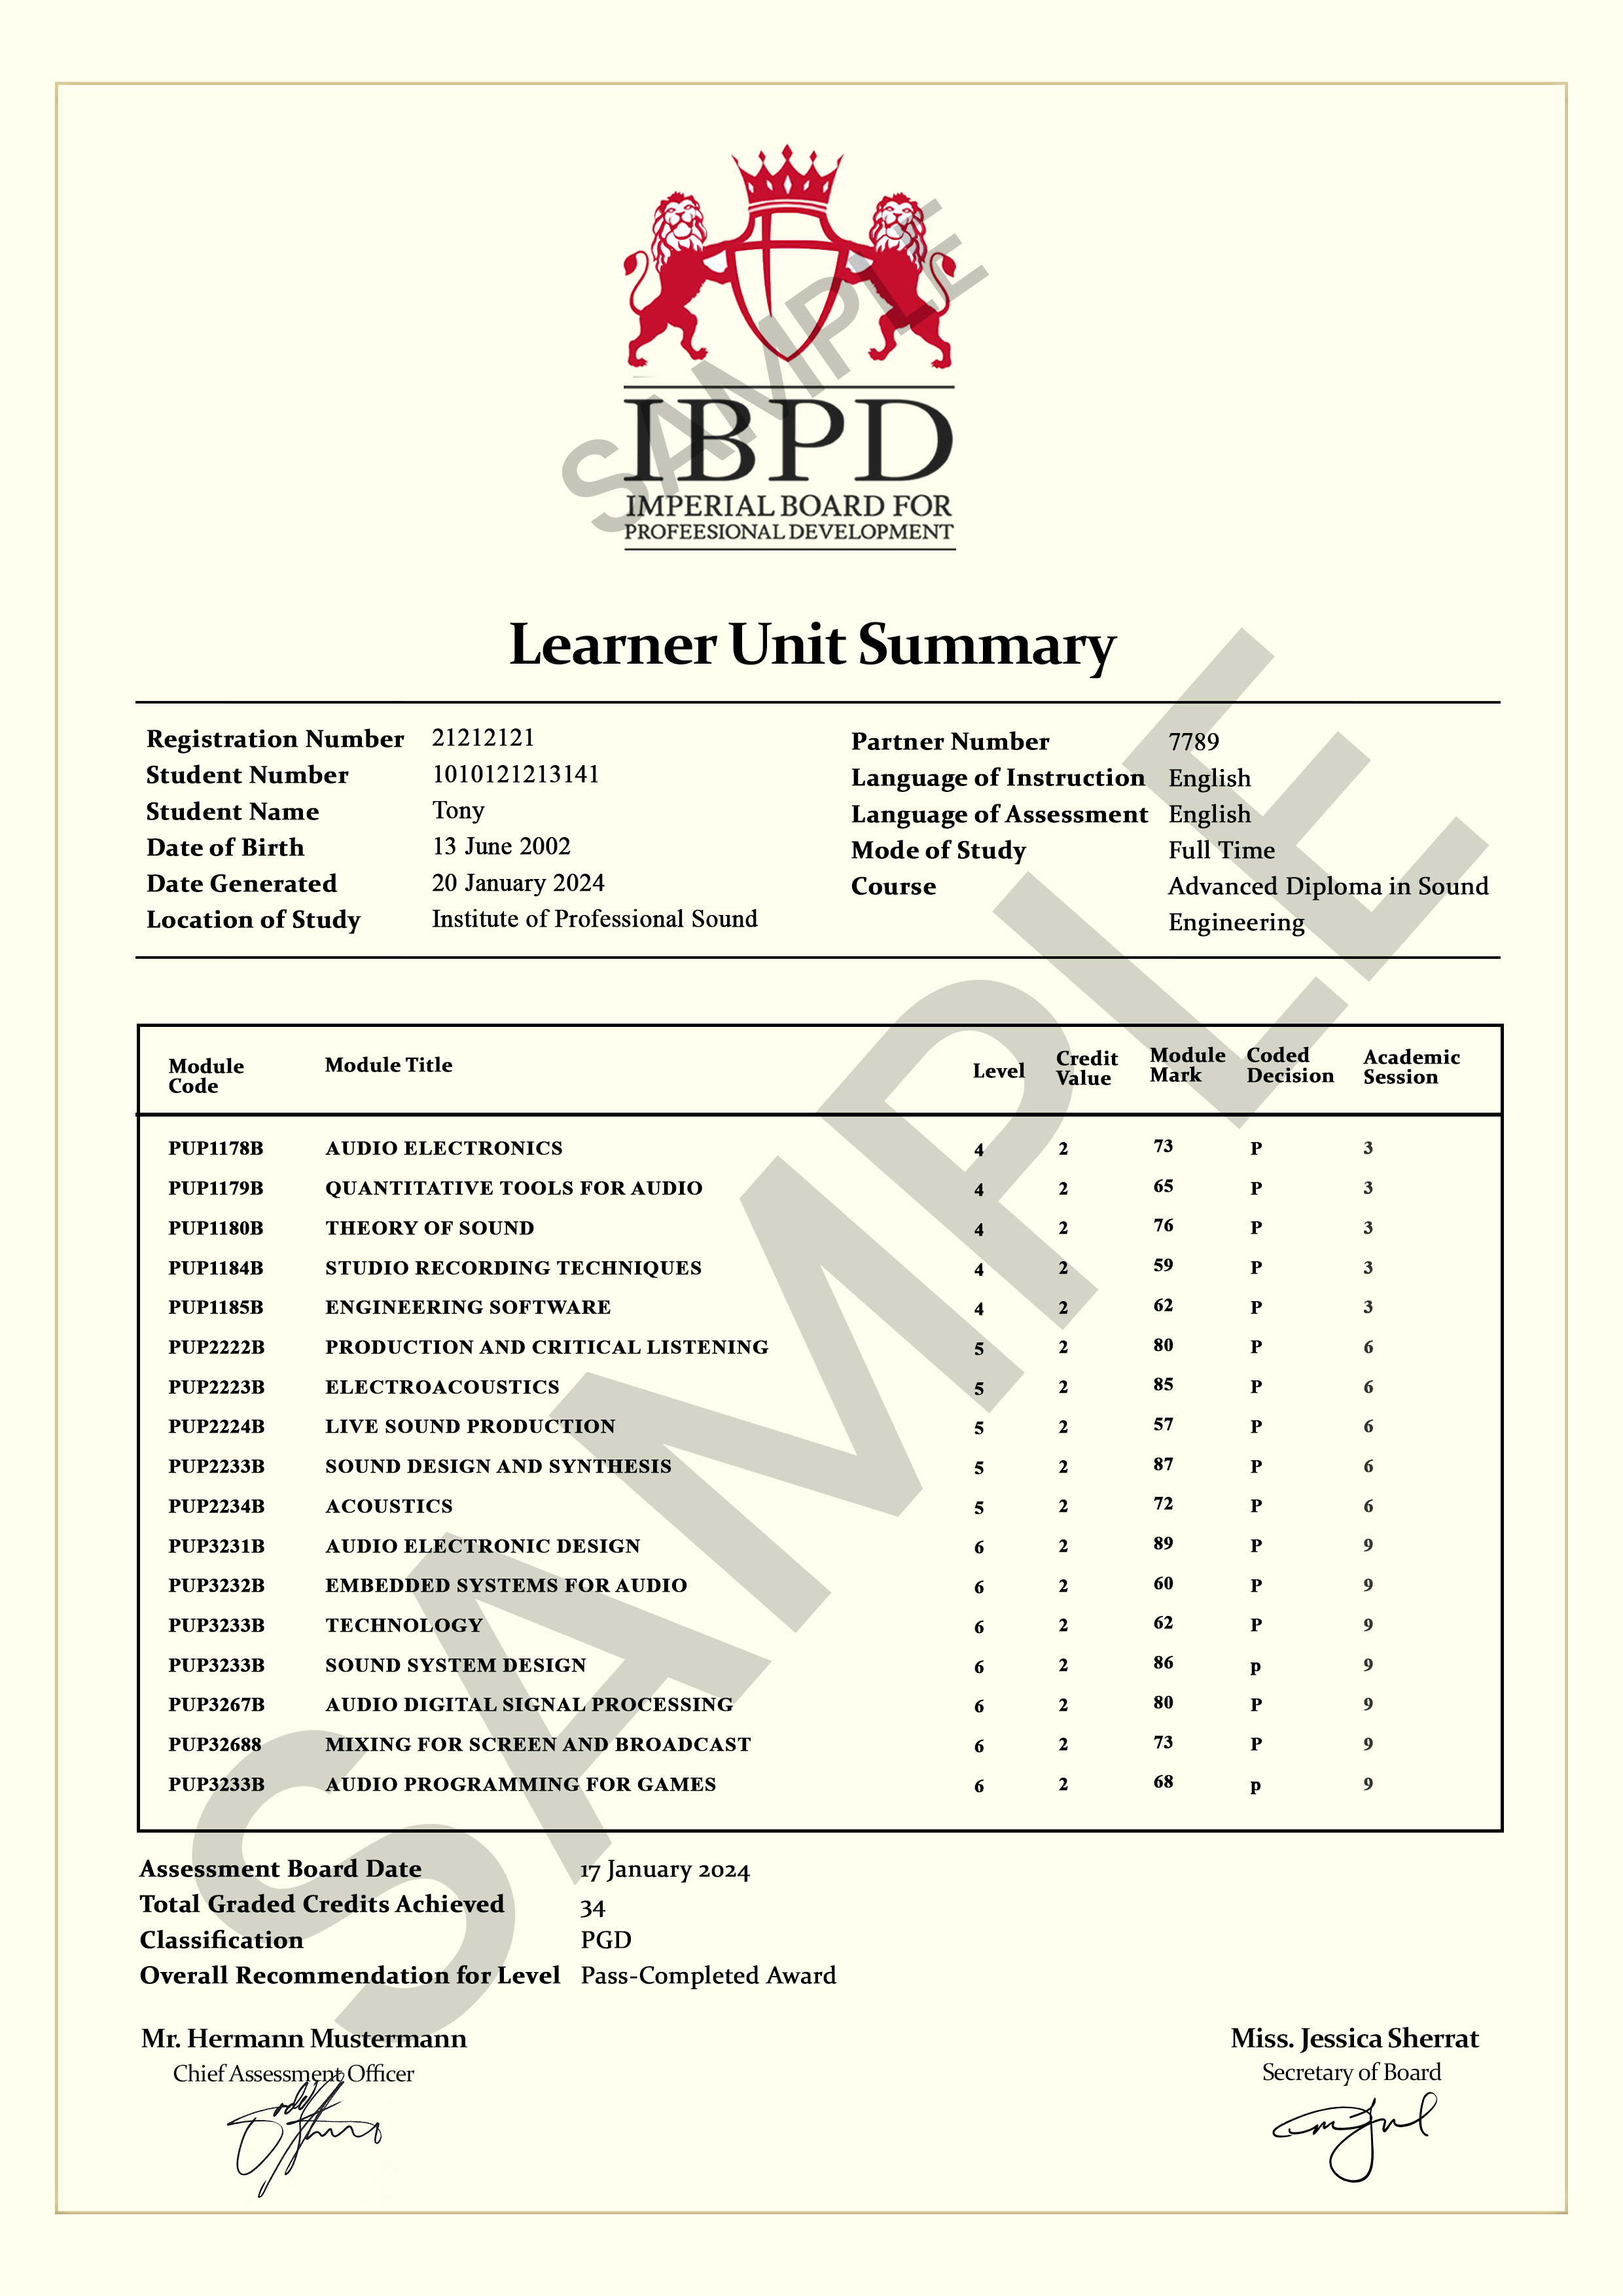 SAMPLE
IBPD
IMPERIAL BOARD FOR
PROFEESIONAL DEVELOPMENT
Learner Unit Summary
Registration Number 21212121
Student Number 1010121213141
Student Name Tony
Date of Birth 13 June 2002
Date Generated 20 January 2024
Location of Study Institute of Professional Sound
Partner Number 7789
Language of Instruction English
Language of Assessment English
Mode of Study Full Time
Course Advanced Diploma in Sound
Engineering
SAMPLE
Module Code Module Title Level Credit Value Module Mark Coded Decision Academic Session
PUP1178B AUDIO ELECTRONICS 4 2 73 P 3
PUP1179B QUANTITATIVE TOOLS FOR AUDIO 4 2 65 P 3
PUP1180B THEORY OF SOUND 4 2 76 P 3
PUP1184B STUDIO RECORDING TECHNIQUES 4 2 59 P 3
PUP1185B ENGINEERING SOFTWARE 4 2 62 P 3
PUP2222B PRODUCTION AND CRITICAL LISTENING 5 2 80 P 6
PUP2223B ELECTROACOUSTICS 5 2 85 P 6
PUP2224B LIVE SOUND PRODUCTION 5 2 57 P 6
PUP2233B SOUND DESIGN AND SYNTHESIS 5 2 87 P 6
PUP2234B ACOUSTICS 5 2 72 P 6
PUP3231B AUDIO ELECTRONIC DESIGN 6 2 89 P 9
PUP3232B EMBEDDED SYSTEMS FOR AUDIO 6 2 60 P 9
PUP3233B TECHNOLOGY 6 2 62 P 9
PUP3233B SOUND SYSTEM DESIGN 6 2 86 p 9
PUP3267B AUDIO DIGITAL SIGNAL PROCESSING 6 2 80 P 9
PUP32688 MIXING FOR SCREEN AND BROADCAST 6 2 73 P 9
PUP3233B AUDIO PROGRAMMING FOR GAMES 6 2 68 p 9
Assessment Board Date 17 January 2024
Total Graded Credits Achieved 34
Classification PGD
Overall Recommendation for Level Pass-Completed Award
Mr. Hermann Mustermann
Chief Assessment Officer
Miss. Jessica Sherrat
Secretary of Board